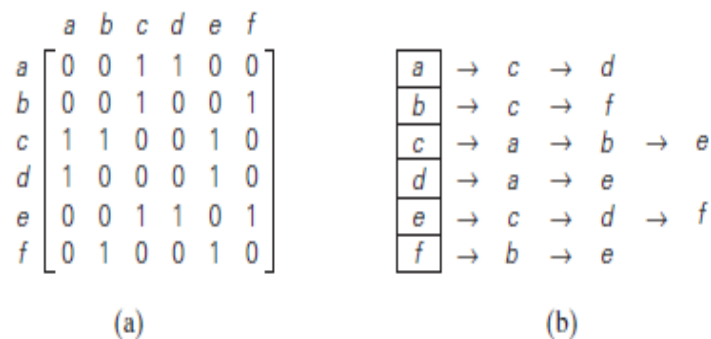 a b c d e f
a 0 0 1 1 0 0
b 0 0 1 0 0 1
c 1 1 0 0 1 0
d 1 0 0 0 1 0
e 0 0 1 1 0 1
f 0 1 0 0 1 0
(a)
a → c → d
b → c → f
c → a → b → e
d → a → e
e → c → d → f
f → b → e
(b)